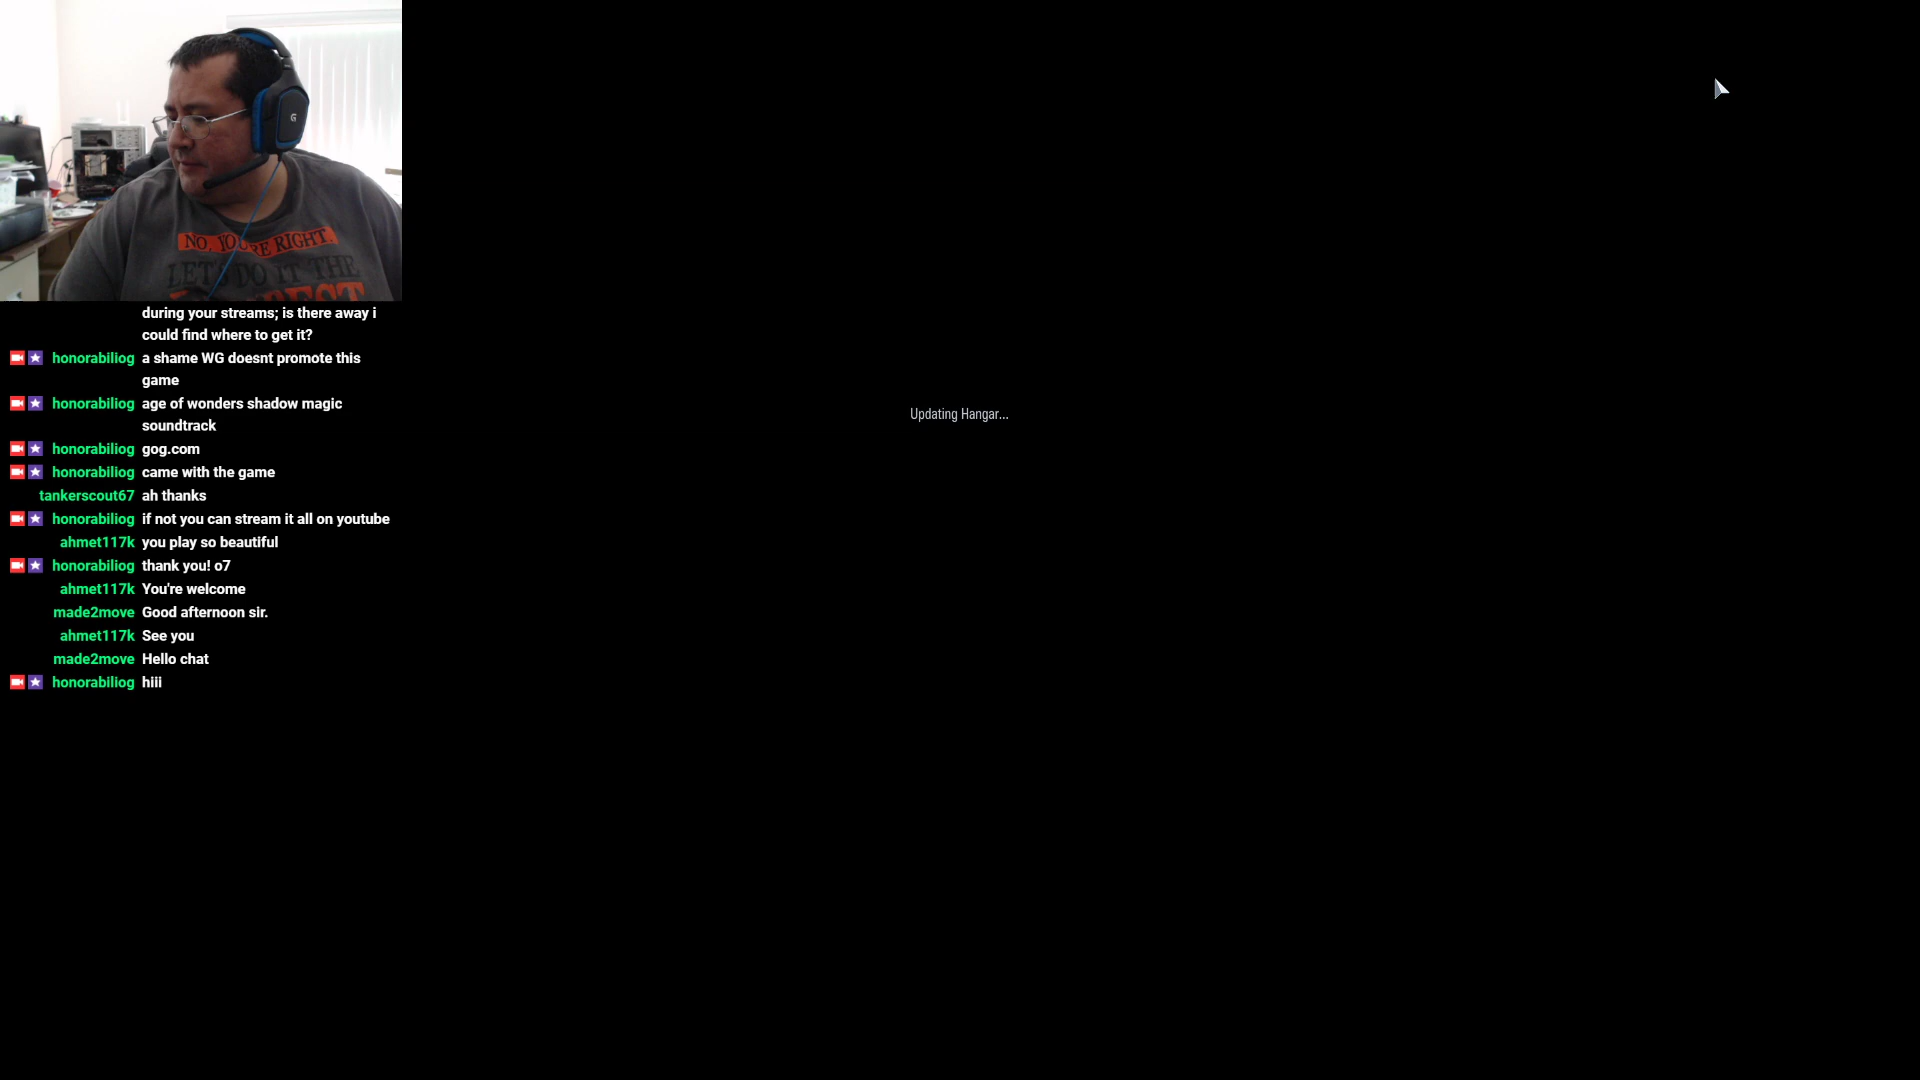 G
NO, YOU'RE RIGHT.
LET'S DO IT THE
during your streams; is there away i
could find where to get it?
honorabiliog a shame WG doesnt promote this
game
honorabiliog age of wonders shadow magic
soundtrack
honorabiliog gog.com
honorabiliog came with the game
tankerscout67 ah thanks
honorabiliog if not you can stream it all on youtube
ahmet117k you play so beautiful
honorabiliog thank you! o7
ahmet117k You're welcome
made2move Good afternoon sir.
ahmet117k See you
made2move Hello chat
honorabiliog hiii
Updating Hangar...